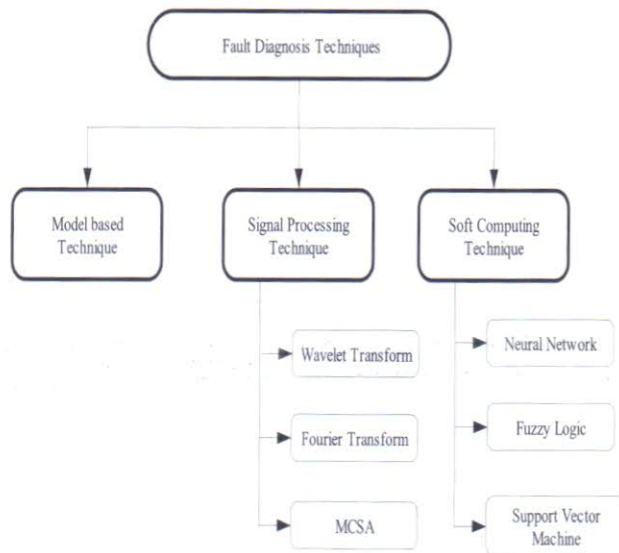 Fault Diagnosis Techniques
Model based
Technique
Signal Processing
Technique
Soft Computing
Technique
Wavelet Transform
Fourier Transform
MCSA
Neural Network
Fuzzy Logic
Support Vector
Machine